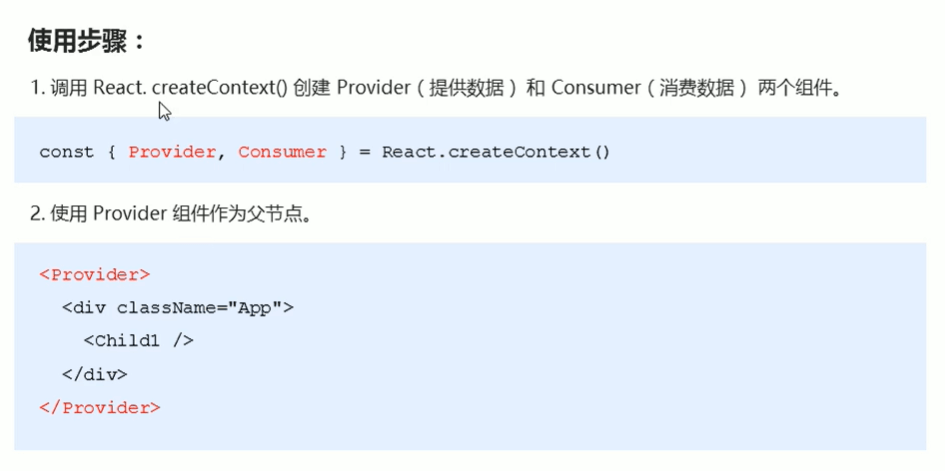 使用步骤：
1. 调用 React. createContext() 创建 Provider（提供数据） 和 Consumer（消费数据） 两个组件。
const { Provider, Consumer } = React.createContext()
2. 使用 Provider 组件作为父节点。
<Provider>
<div className="App">
<Child1 />
</div>
</Provider>